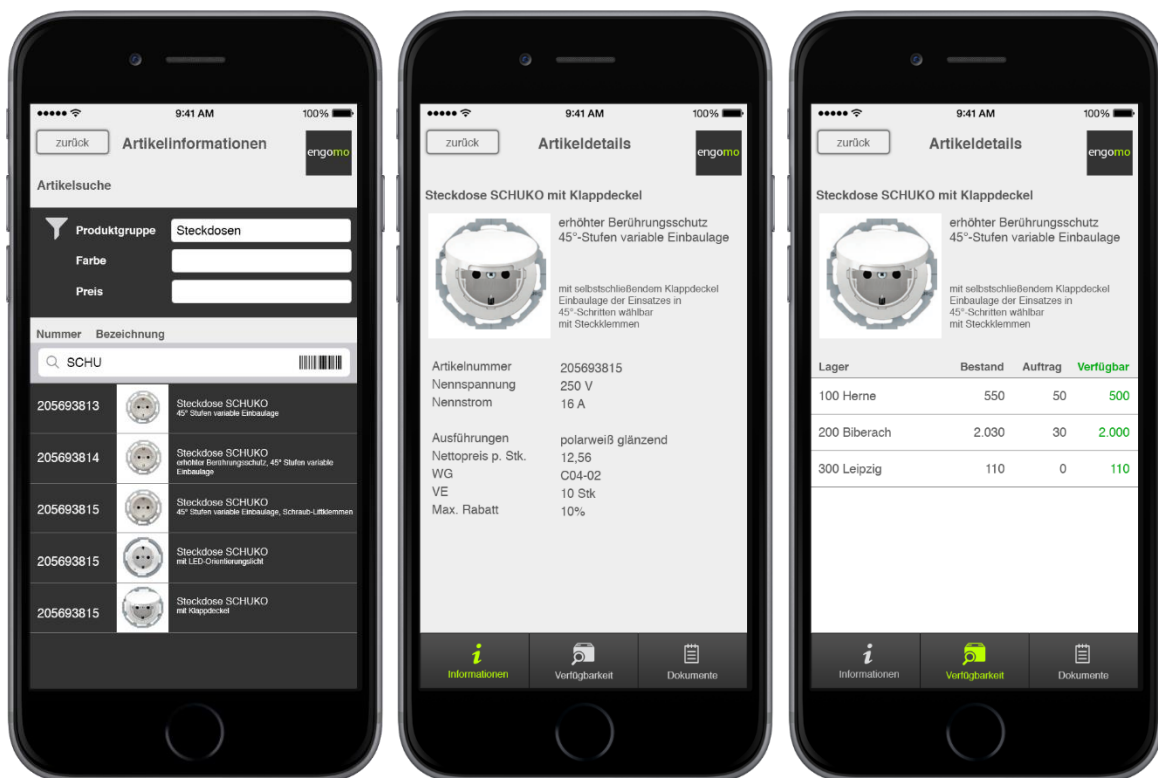 9:41 AM 100%
zurück Artikelinformationen engomo
Artikelsuche
Produktgruppe Steckdosen
Farbe
Preis
Nummer Bezeichnung
SCHU
205693813 Steckdose SCHUKO
45° Stufen variable Einbaulage
205693814 Steckdose SCHUKO
erhöhter Berührungsschutz, 45° Stufen variable
Einbaulage
205693815 Steckdose SCHUKO
45° Stufen variable Einbaulage, Schraub-Liftklemmen
205693815 Steckdose SCHUKO
mit LED-Orientierungslicht
205693815 Steckdose SCHUKO
mit Klappdeckel
9:41 AM 100%
zurück Artikeldetails engomo
Steckdose SCHUKO mit Klappdeckel
erhöhter Berührungsschutz
45°-Stufen variable Einbaulage
mit selbstschließendem Klappdeckel
Einbaulage der Einsatzes in
45°-Schritten wählbar
mit Steckklemmen
Artikelnummer 205693815
Nennspannung 250 V
Nennstrom 16 A
Ausführungen polarweiß glänzend
Nettopreis p. Stk. 12,56
WG C04-02
VE 10 Stk
Max. Rabatt 10%
Informationen Verfügbarkeit Dokumente
9:41 AM 100%
zurück Artikeldetails engomo
Steckdose SCHUKO mit Klappdeckel
erhöhter Berührungsschutz
45°-Stufen variable Einbaulage
mit selbstschließendem Klappdeckel
Einbaulage der Einsatzes in
45°-Schritten wählbar
mit Steckklemmen
Lager Bestand Auftrag Verfügbar
100 Herne 550 50 500
200 Biberach 2.030 30 2.000
300 Leipzig 110 0 110
Informationen Verfügbarkeit Dokumente